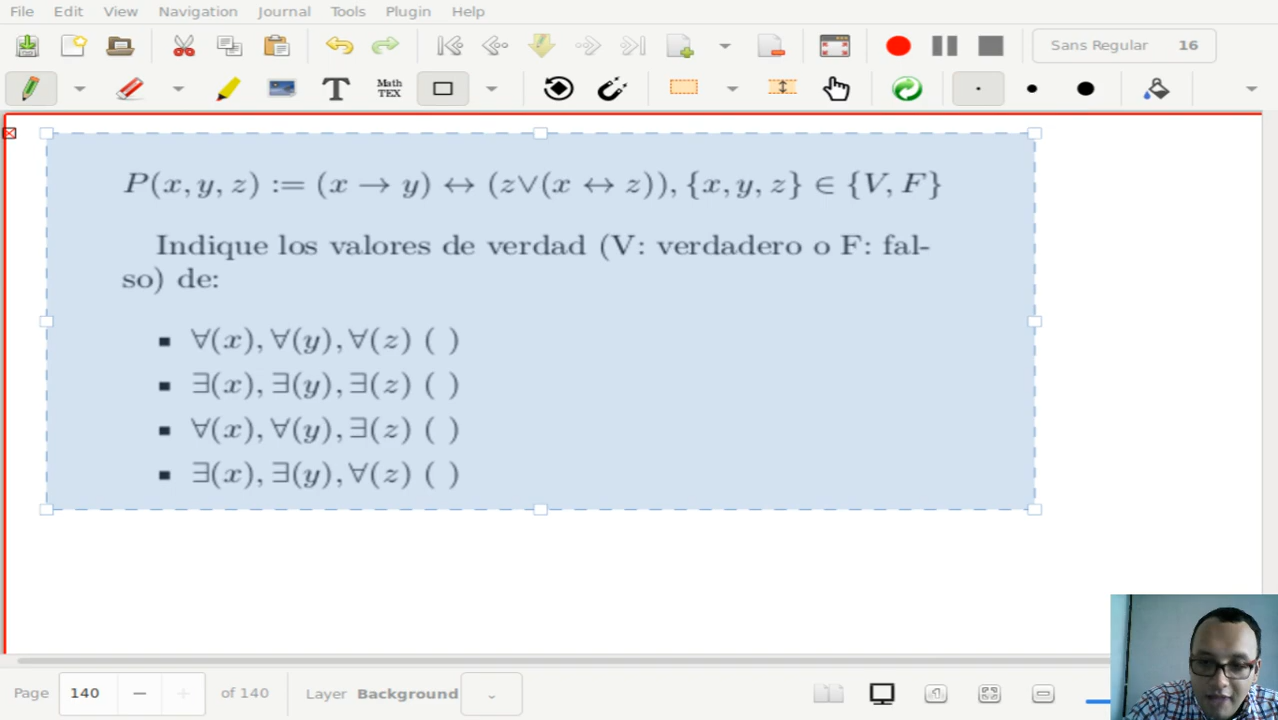 File Edit View Navigation Journal Tools Plugin Help
Sans Regular 16
T Math TEX
P(x, y, z) := (x → y) ↔ (z∨(x ↔ z)), {x, y, z} ∈ {V, F}
Indique los valores de verdad (V: verdadero o F: fal-
so) de:
▪ ∀(x), ∀(y), ∀(z) ( )
▪ ∃(x), ∃(y), ∃(z) ( )
▪ ∀(x), ∀(y), ∃(z) ( )
▪ ∃(x), ∃(y), ∀(z) ( )
Page 140 − + of 140 Layer Background